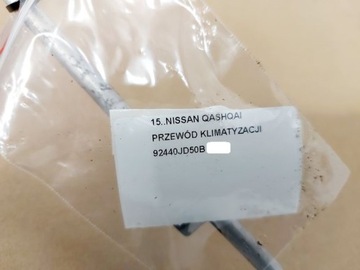 15..NISSAN QASHQAI
PRZEWÓD KLIMATYZACJI
92440JD50B